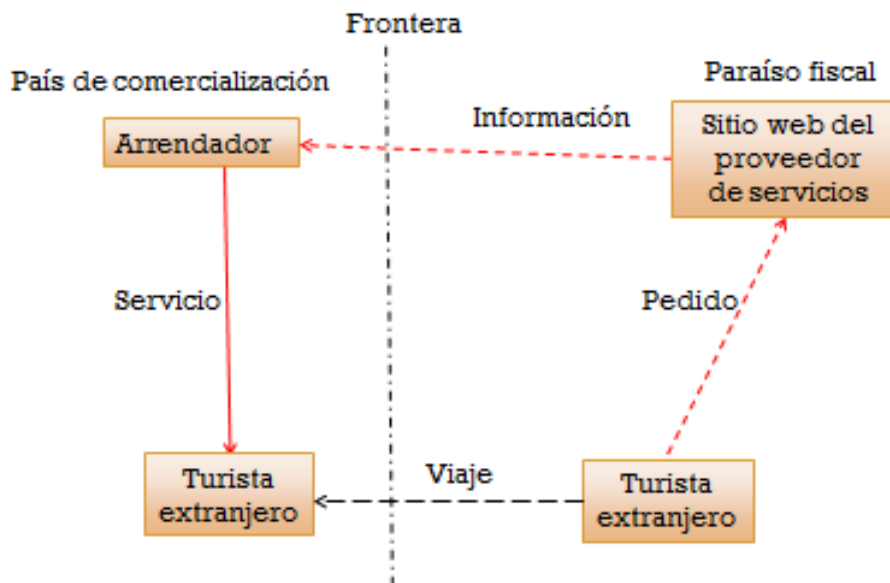 Frontera
País de comercialización
Paraíso fiscal
Arrendador
Información
Sitio web del
proveedor
de servicios
Servicio
Pedido
Turista
extranjero
Viaje
Turista
extranjero